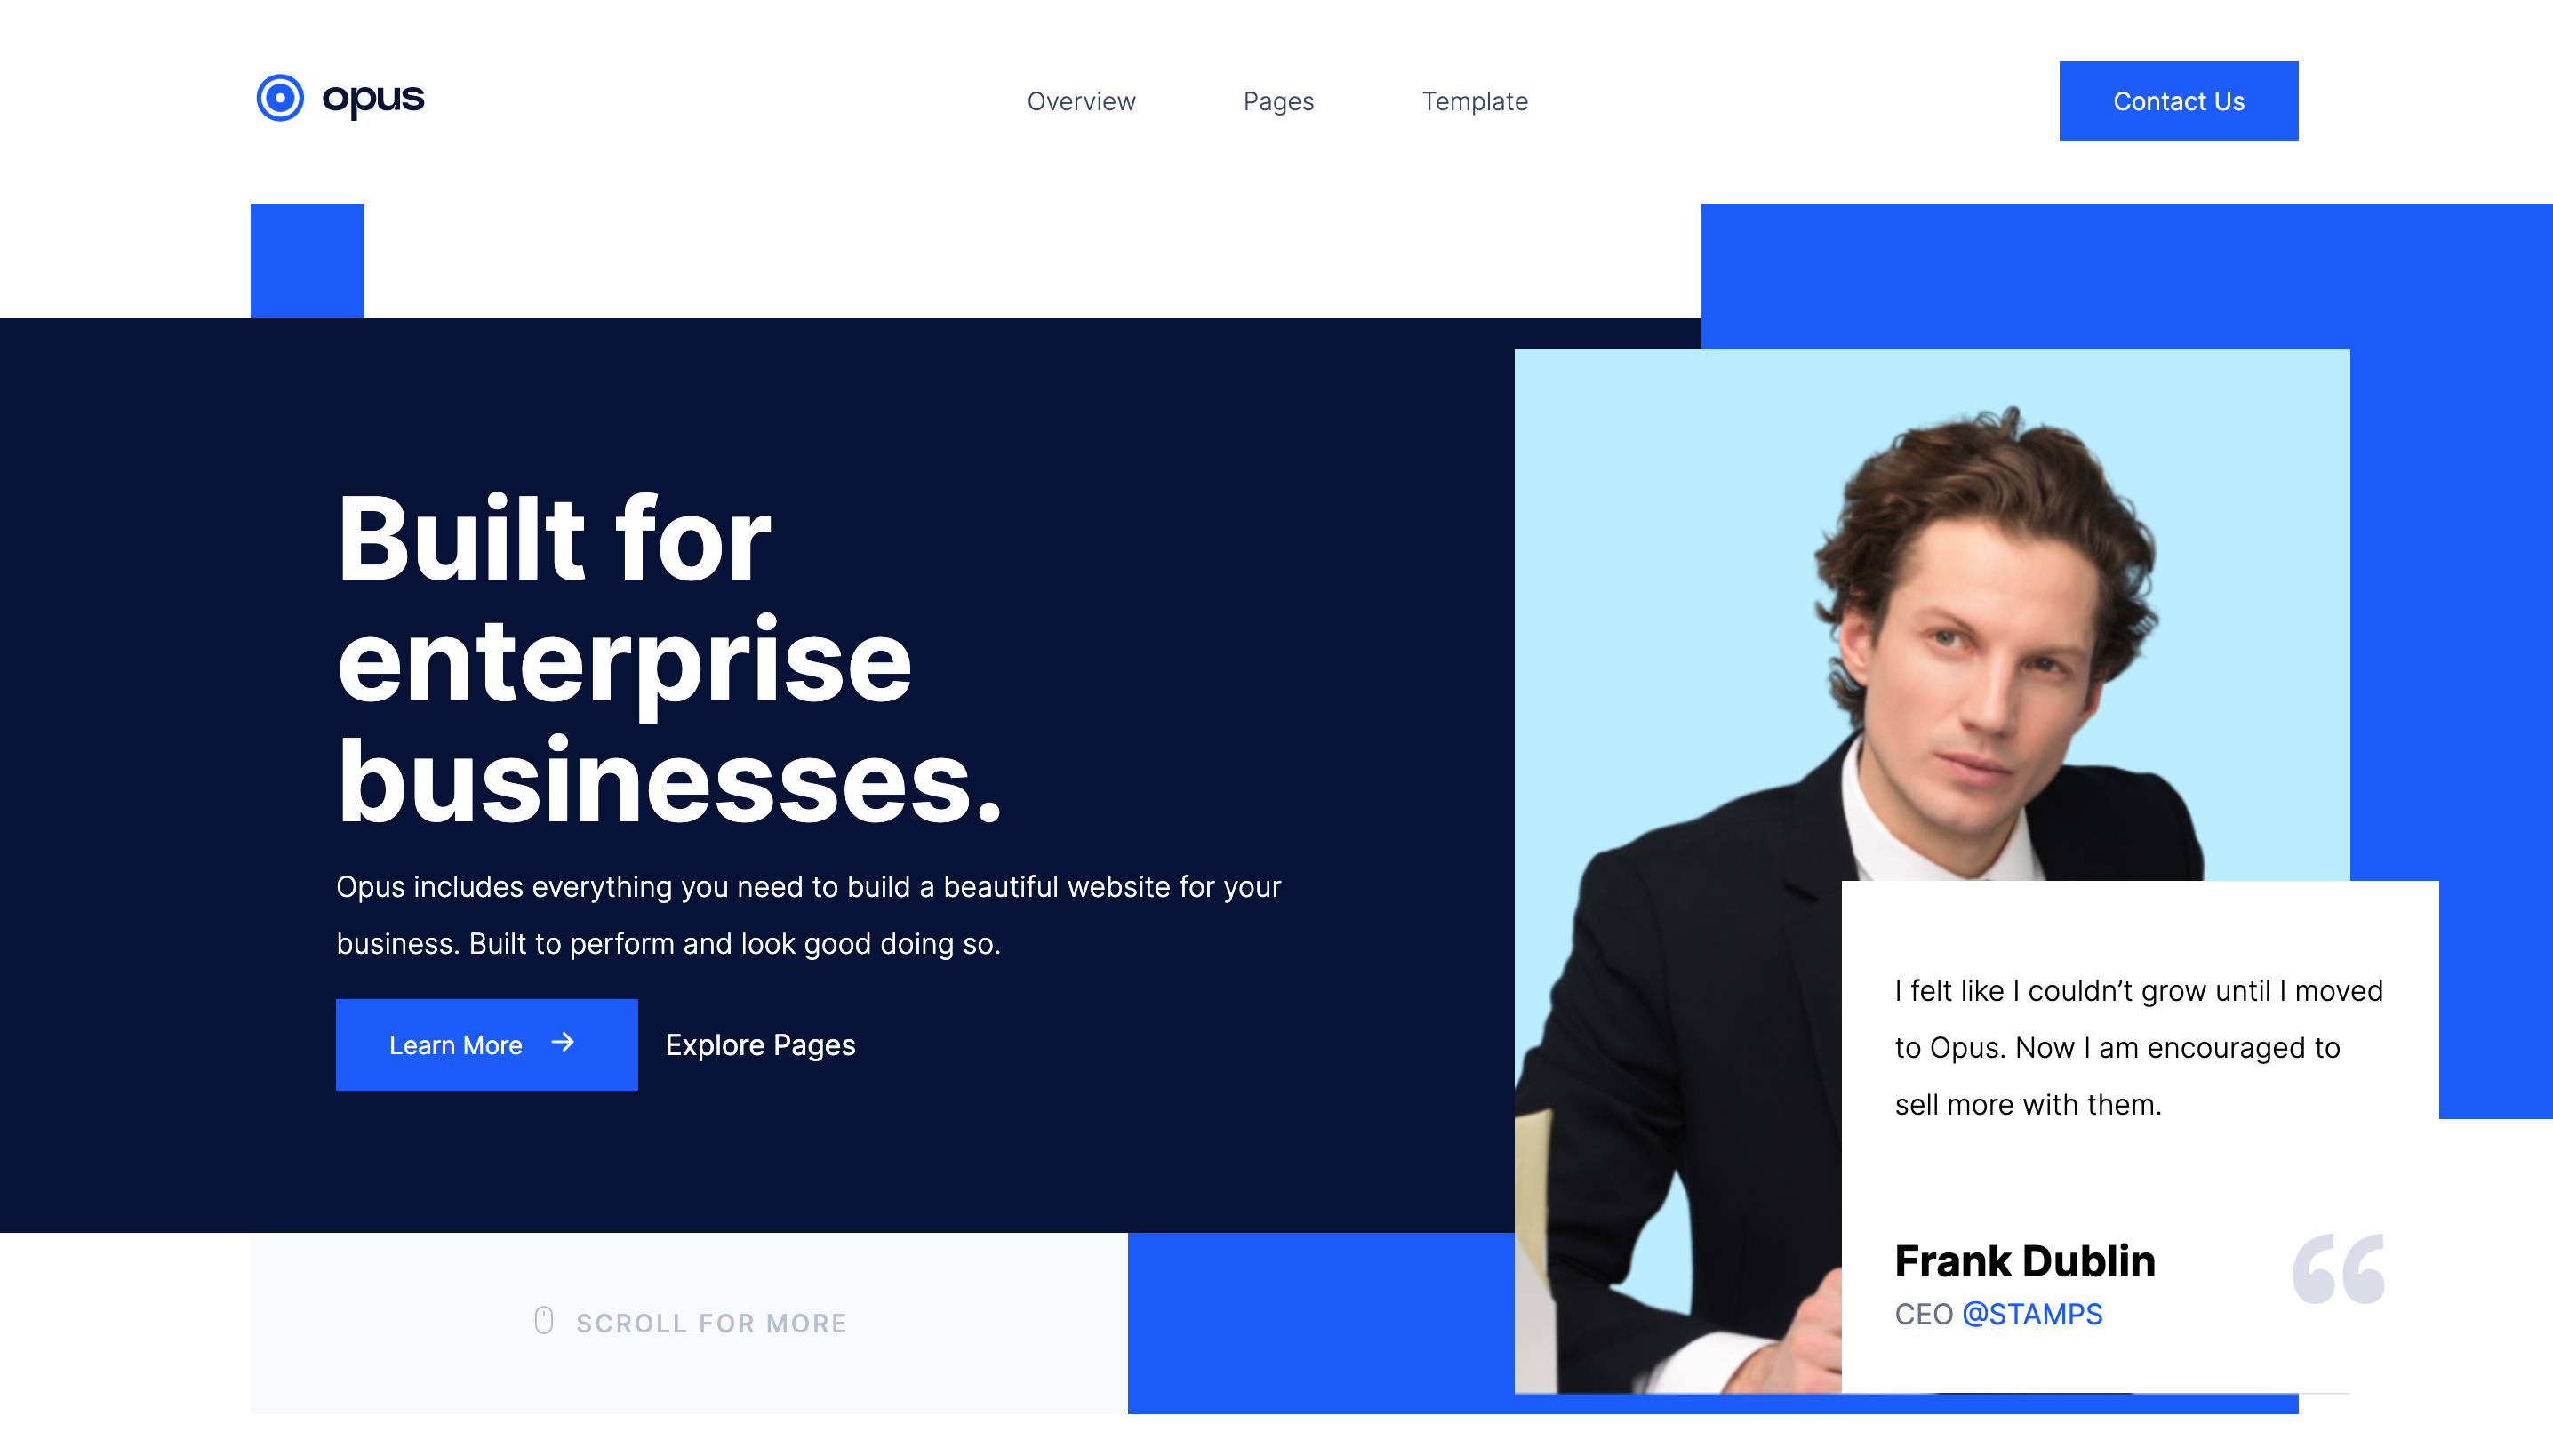 opus
Overview
Pages
Template
Contact Us
Built for
enterprise
businesses.
Opus includes everything you need to build a beautiful website for your
business. Built to perform and look good doing so.
Learn More
Explore Pages
I felt like I couldn’t grow until I moved
to Opus. Now I am encouraged to
sell more with them.
Frank Dublin
CEO @STAMPS
SCROLL FOR MORE